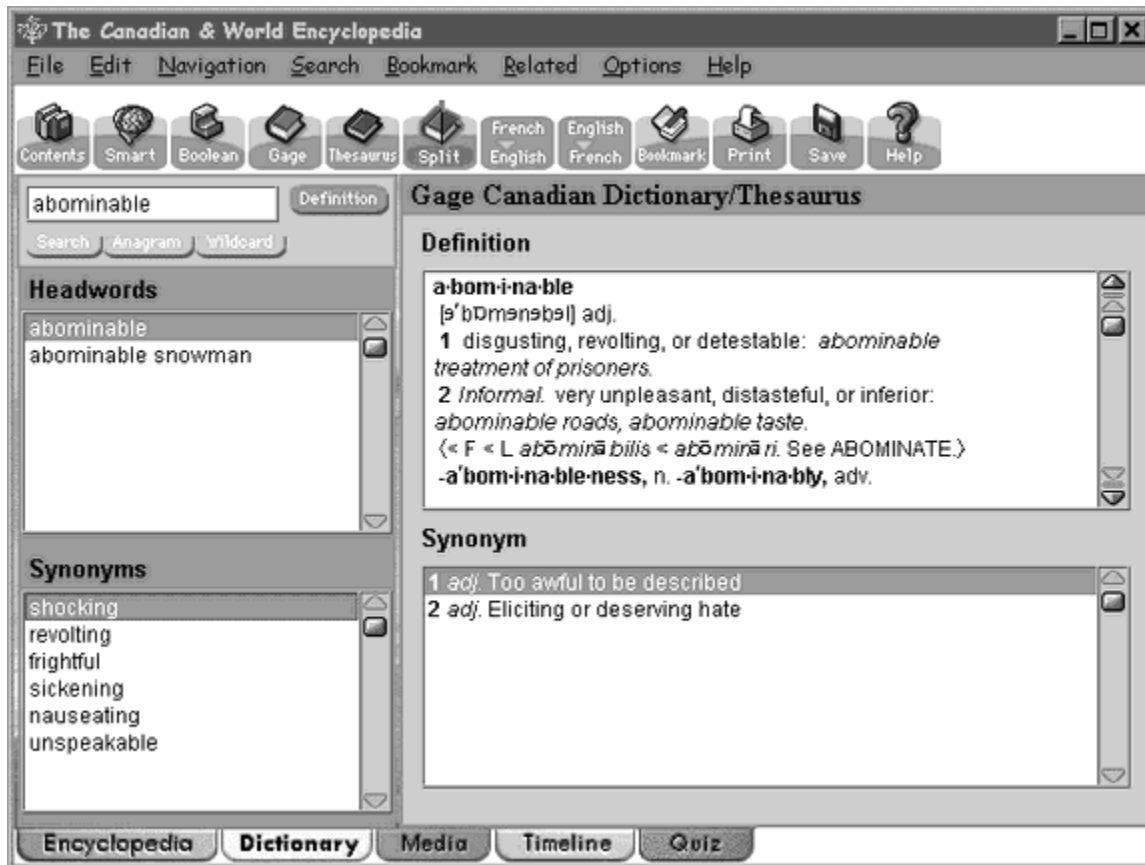 The Canadian & World Encyclopedia
File Edit Navigation Search Bookmark Related Options Help
Contents Smart Boolean Gage Thesaurus Split French English English French Bookmark Print Save Help
abominable Definition
Search Anagram Wildcard
Headwords
abominable
abominable snowman
Synonyms
shocking
revolting
frightful
sickening
nauseating
unspeakable
Gage Canadian Dictionary/Thesaurus
Definition
a·bom·i·na·ble
[əˈbɒmənəbəl] adj.
1 disgusting, revolting, or detestable: abominable
treatment of prisoners.
2 Informal. very unpleasant, distasteful, or inferior:
abominable roads, abominable taste.
〈« F « L abōminābilis « abōminārī. See ABOMINATE.〉
-aˈbom·i·na·ble·ness, n. -aˈbom·i·na·bly, adv.
Synonym
1 adj. Too awful to be described
2 adj. Eliciting or deserving hate
Encyclopedia Dictionary Media Timeline Quiz